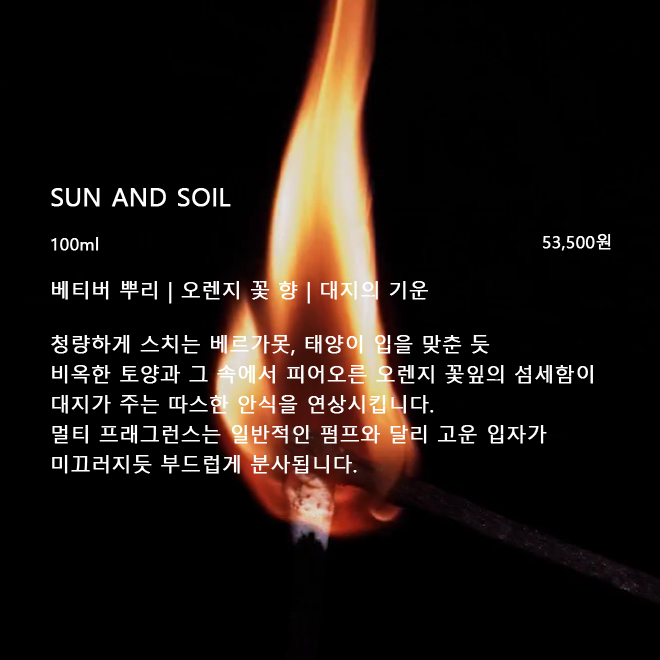 SUN AND SOIL
100ml
53,500원
베티버 뿌리 | 오렌지 꽃 향 | 대지의 기운
청량하게 스치는 베르가못, 태양이 입을 맞춘 듯
비옥한 토양과 그 속에서 피어오른 오렌지 꽃잎의 섬세함이
대지가 주는 따스한 안식을 연상시킵니다.
멀티 프래그런스는 일반적인 펌프와 달리 고운 입자가
미끄러지듯 부드럽게 분사됩니다.